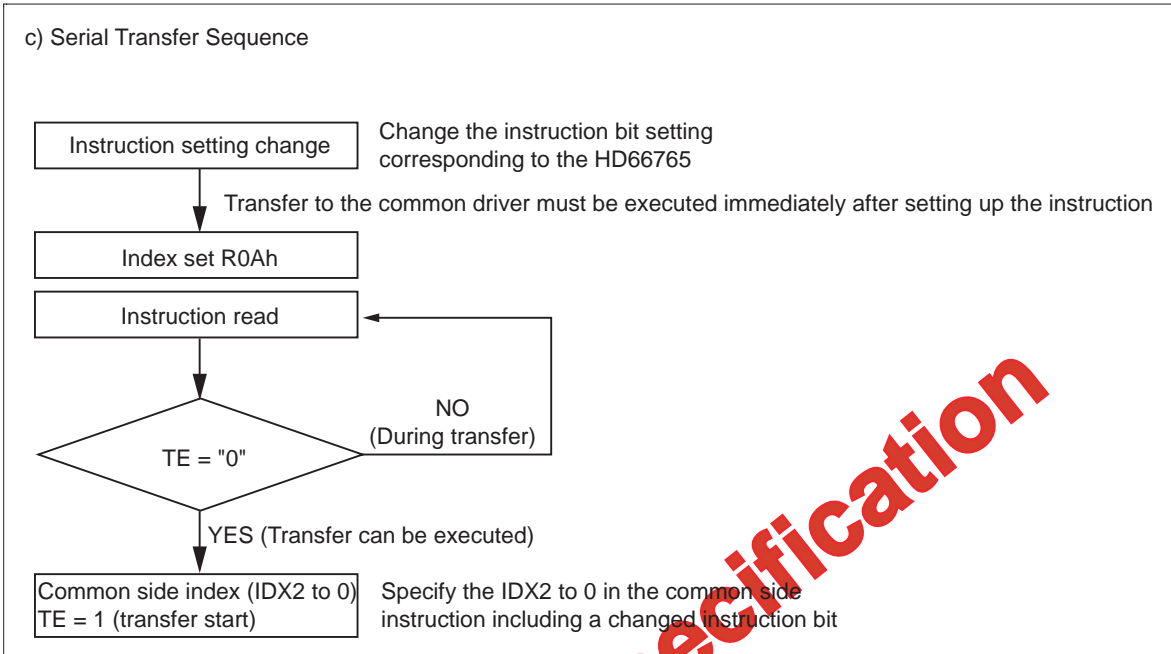 c) Serial Transfer Sequence
Instruction setting change
Change the instruction bit setting
corresponding to the HD66765
Transfer to the common driver must be executed immediately after setting up the instruction
Index set R0Ah
Instruction read
NO
(During transfer)
TE = "0"
YES (Transfer can be executed)
Common side index (IDX2 to 0)
TE = 1 (transfer start)
Specify the IDX2 to 0 in the common side
instruction including a changed instruction bit
ecification